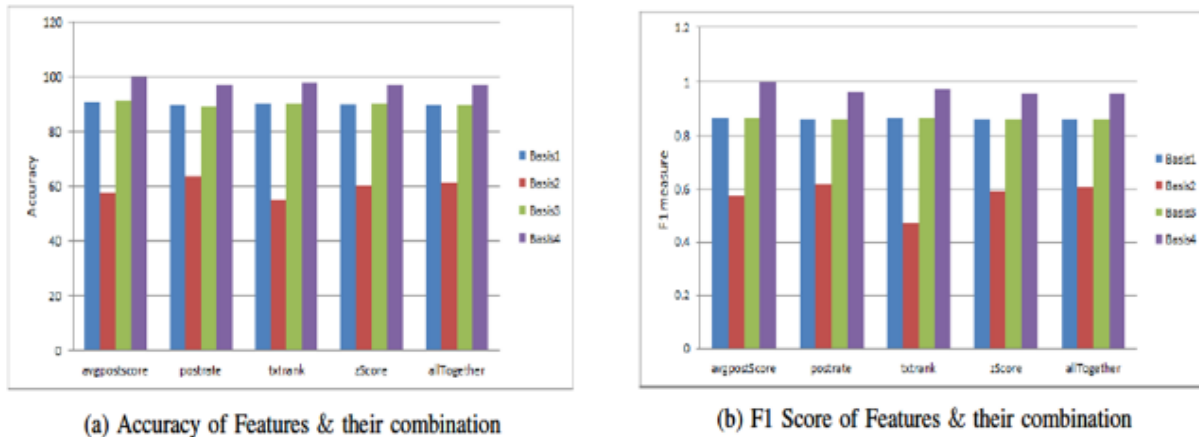 120
100
80
60
40
20
0
Accuracy
avgpostscore
postrate
txtrank
zScore
allTogether
Basis1
Basis2
Basis3
Basis4
(a) Accuracy of Features & their combination
1.2
1
0.8
0.6
0.4
0.2
0
F1 measure
avgpostScore
postrate
txtrank
zScore
allTogether
Basis1
Basis2
Basis3
Basis4
(b) F1 Score of Features & their combination